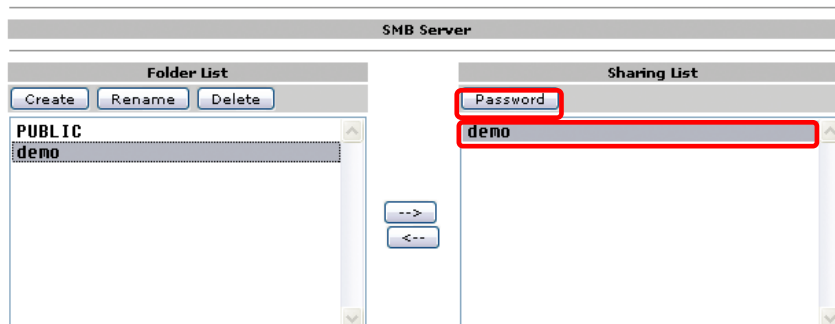 SMB Server
Folder List
Sharing List
Create Rename Delete
Password
PUBLIC
demo
demo
-->
<--